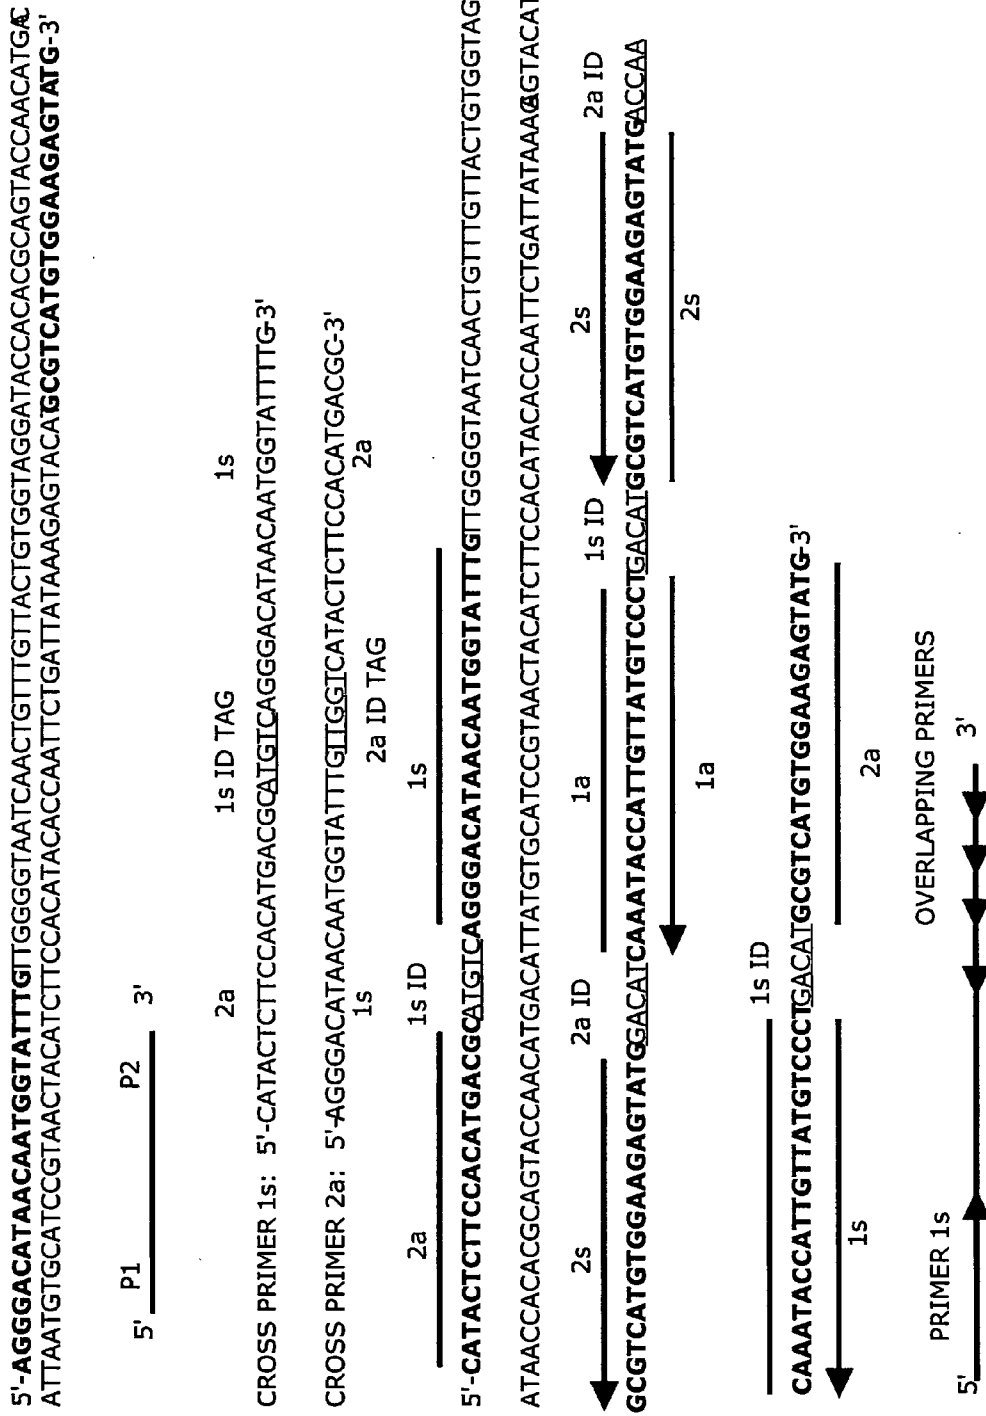 5'-AGGGACATAACAATGGTATTTGTTGGGGTAATCAACTGTTTGTTACTGTGGTAGGATACCACACGCAGTACCAACATGAC
ATTAATGTGCATCCGTAACTACATCTTCCACATACACCAATTCTGATTATAAAGAGTACATGCGTCATGTGGAAGAGTATG-3'
5' P1 P2 3'
2a 1s ID TAG 1s
CROSS PRIMER 1s: 5'-CATACTCTTCCACATGACGCATGTCAGGGACATAACAATGGTATTTTG-3'
CROSS PRIMER 2a: 5'-AGGGACATAACAATGGTATTTGTTGGTCATACTCTTCCACATGACGC-3'
1s 2a ID TAG 2a
2a 1s ID 1s
5'-CATACTCTTCCACATGACGCATGTCAGGGACATAACAATGGTATTTGTTGGGGTAATCAACTGTTTGTTACTGTGGTAG
ATAACCACACGCAGTACCAACATGACATTATGTGCATCCGTAACTACATCTTCCACATACACCAATTCTGATTATAAAGAGTACAT
2s 2a ID 1a 1s ID 2s 2a ID
GCGTCATGTGGAAGAGTATGGACATCAAATACCATTGTTATGTCCCTGACATGCGTCATGTGGAAGAGTATGACCAA
1a 2s
1s ID
CAAATACCATTGTTATGTCCCTGACATGCGTCATGTGGAAGAGTATG-3'
1s 2a
PRIMER 1s OVERLAPPING PRIMERS
5' 3'